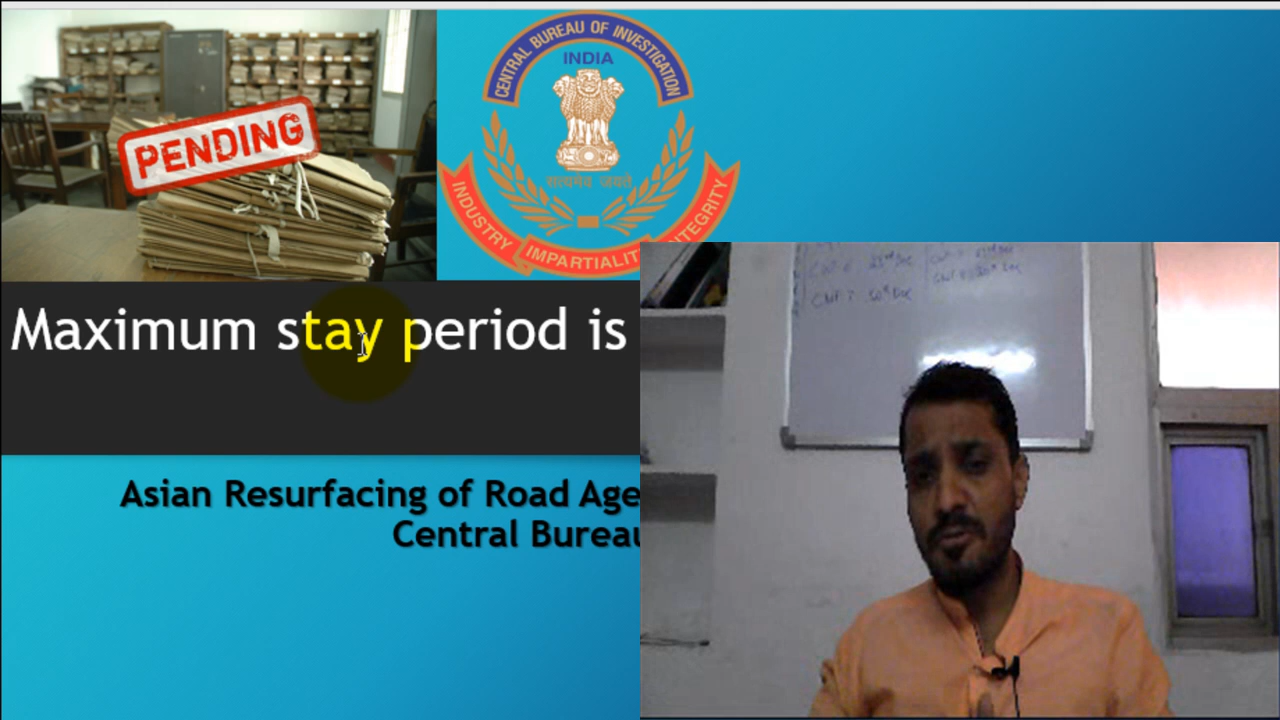 PENDING
CENTRAL BUREAU OF INVESTIGATION
INDIA
सत्यमेव जयते
INDUSTRY IMPARTIALIT NTEGRITY
Maximum stay period is
Asian Resurfacing of Road Age
Central Bureau